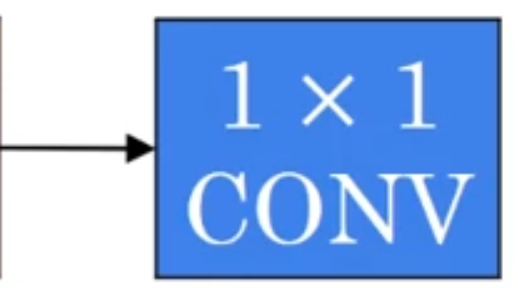 1 × 1
CONV